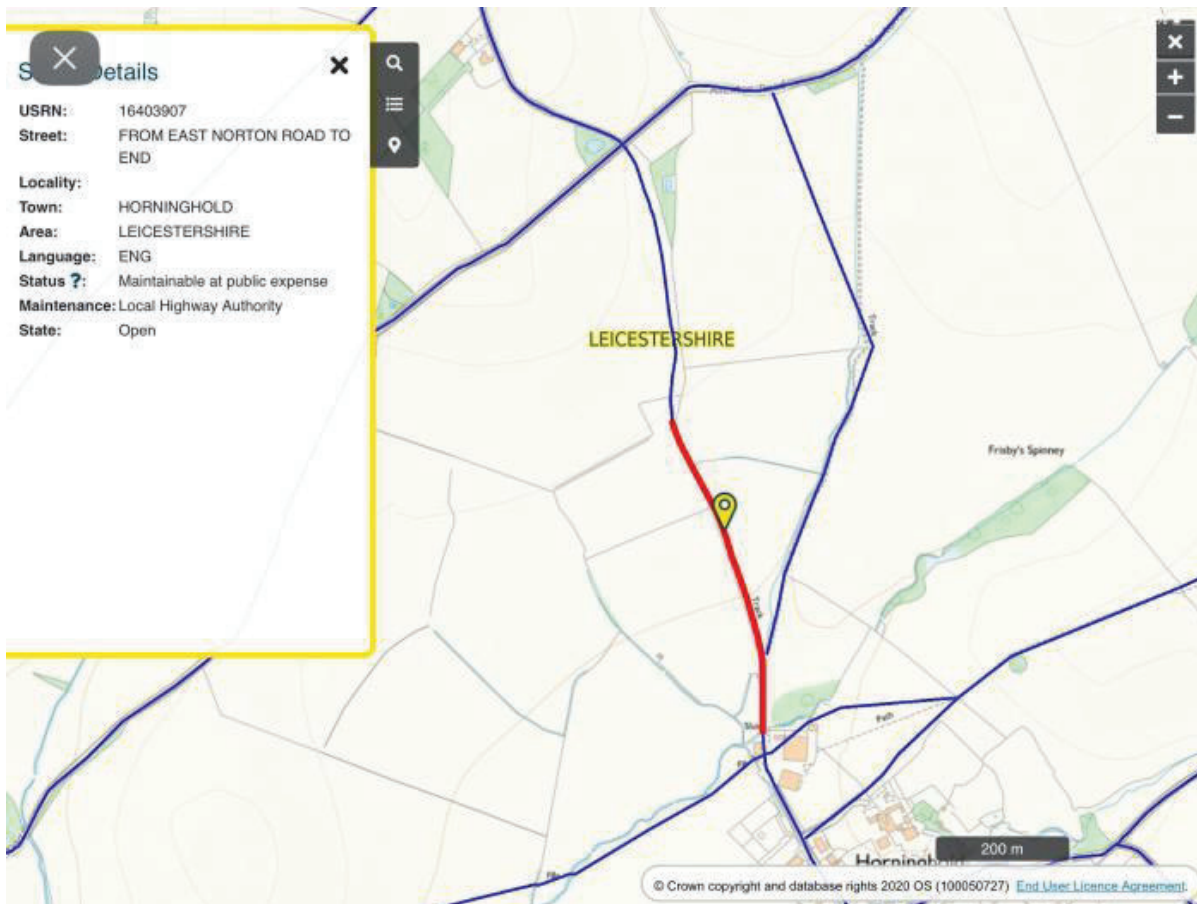 Details
USRN: 16403907
Street: FROM EAST NORTON ROAD TO
END
Locality:
Town: HORNINGHOLD
Area: LEICESTERSHIRE
Language: ENG
Status ?: Maintainable at public expense
Maintenance: Local Highway Authority
State: Open
LEICESTERSHIRE
Track
Frisby's Spinney
Track
Path
200 m
© Crown copyright and database rights 2020 OS (100050727) End User Licence Agreement.